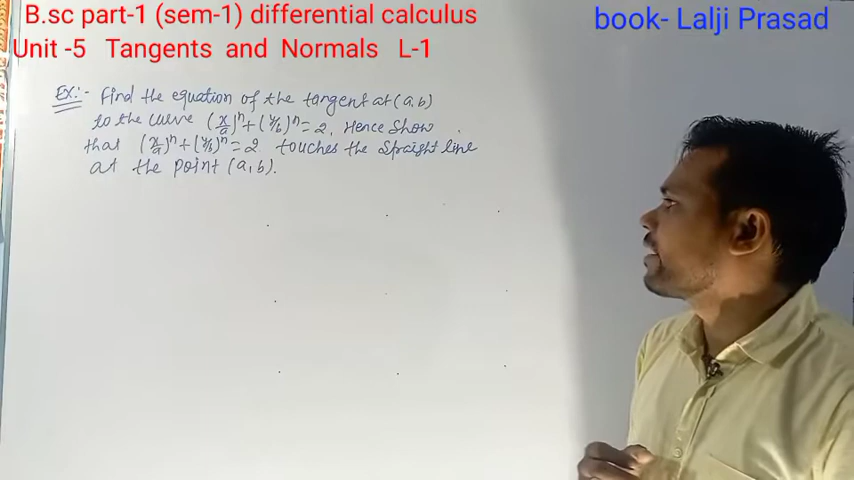 B.sc part-1 (sem-1) differential calculus
book- Lalji Prasad
Unit -5 Tangents and Normals L-1
Ex:- Find the equation of the tangent at (a,b)
to the curve (x/a)^n + (y/b)^n = 2. Hence show
that (x/a)^n + (y/b)^n = 2 touches the straight line
at the point (a,b).